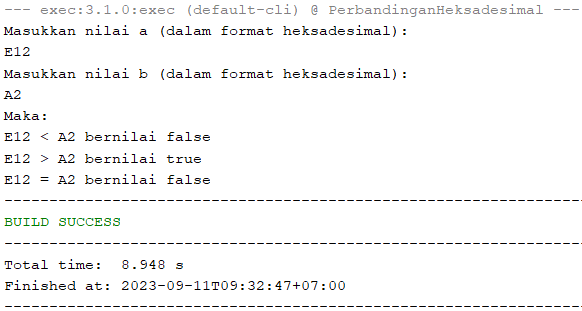 --- exec:3.1.0:exec (default-cli) @ PerbandinganHeksadesimal ---
Masukkan nilai a (dalam format heksadesimal):
E12
Masukkan nilai b (dalam format heksadesimal):
A2
Maka:
E12 < A2 bernilai false
E12 > A2 bernilai true
E12 = A2 bernilai false
------------------------------------------------------------------------
BUILD SUCCESS
------------------------------------------------------------------------
Total time:  8.948 s
Finished at: 2023-09-11T09:32:47+07:00
------------------------------------------------------------------------